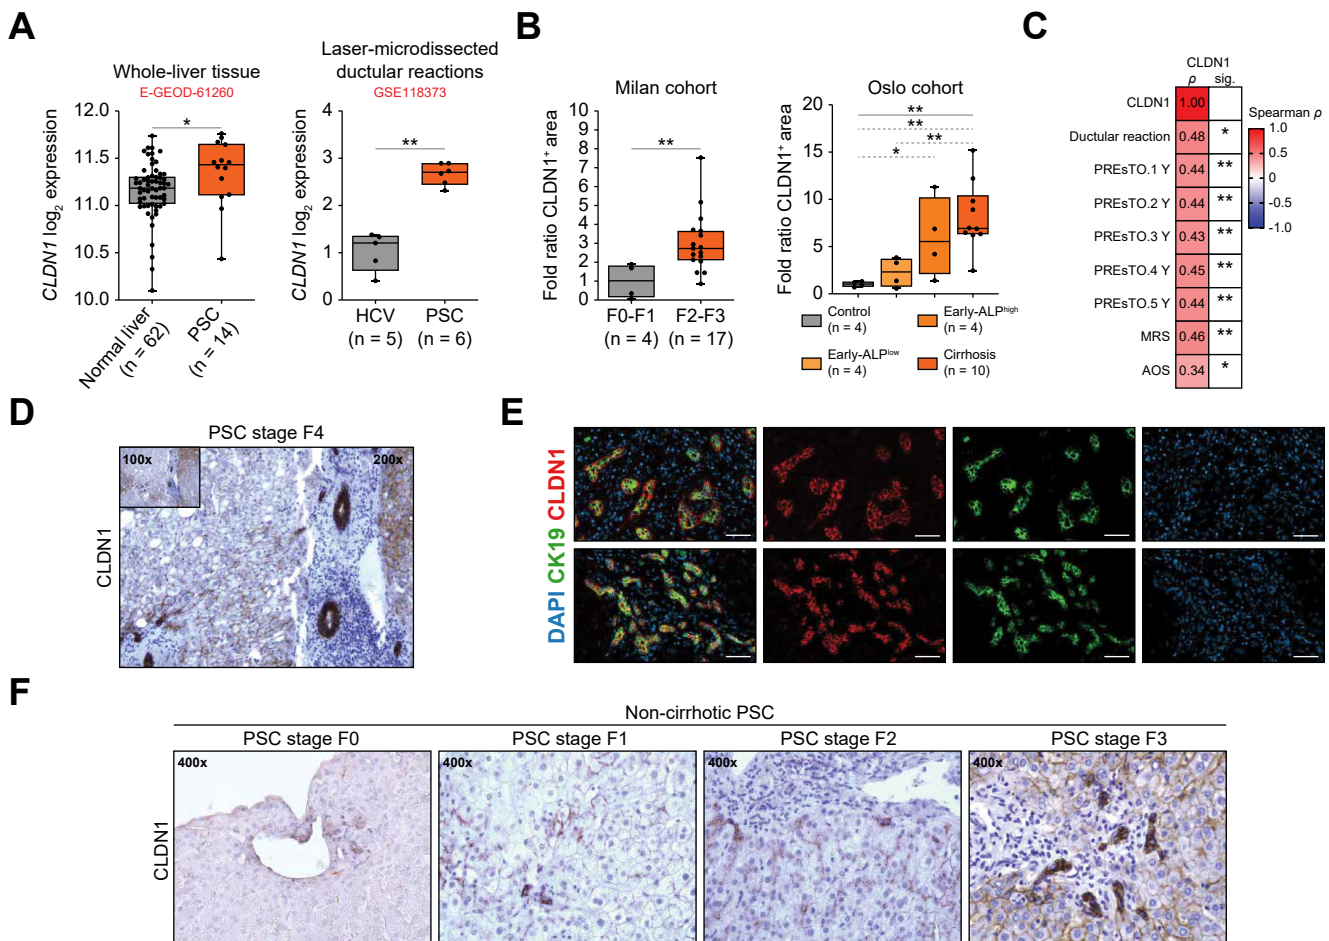 A
Whole-liver tissue
E-GEOD-61260
CLDN1 log2 expression
12.0
11.5
11.0
10.5
10.0
*
Normal liver
(n = 62)
PSC
(n = 14)
Laser-microdissected
ductular reactions
GSE118373
CLDN1 log2 expression
4
3
2
1
0
**
HCV
(n = 5)
PSC
(n = 6)
B
Milan cohort
Fold ratio CLDN1+ area
10
9
8
7
6
5
4
3
2
1
0
**
F0-F1
(n = 4)
F2-F3
(n = 17)
Oslo cohort
Fold ratio CLDN1+ area
20
15
10
5
0
**
**
**
*
Control
(n = 4)
Early-ALPhigh
(n = 4)
Early-ALPlow
(n = 4)
Cirrhosis
(n = 10)
C
CLDN1
ρ sig.
CLDN1 1.00
Ductular reaction 0.48 *
PREsTO.1 Y 0.44 **
PREsTO.2 Y 0.44 **
PREsTO.3 Y 0.43 **
PREsTO.4 Y 0.45 **
PREsTO.5 Y 0.44 **
MRS 0.46 **
AOS 0.34 *
Spearman ρ
1.0
0.5
0
-0.5
-1.0
D
PSC stage F4
CLDN1
100x
200x
E
DAPI CK19 CLDN1
F
Non-cirrhotic PSC
PSC stage F0
PSC stage F1
PSC stage F2
PSC stage F3
CLDN1
400x
400x
400x
400x